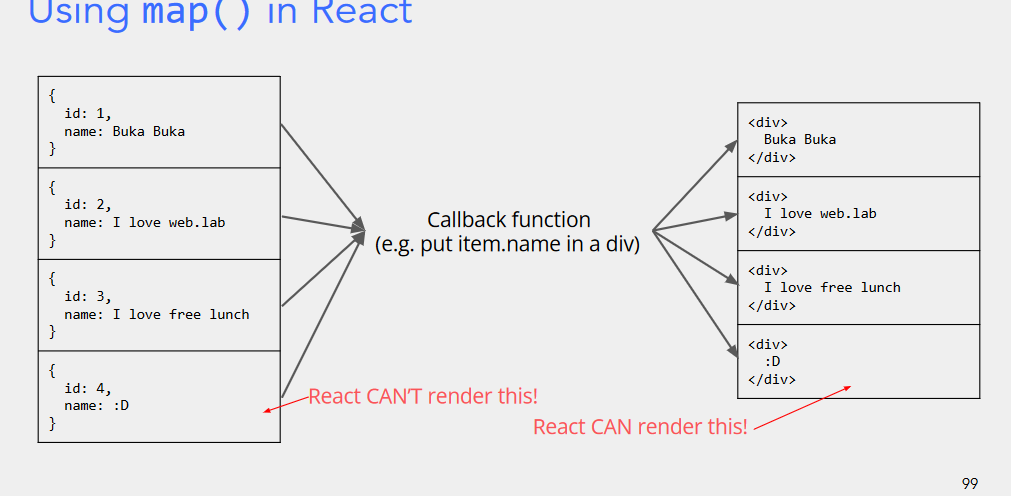 Using map() in React
{
id: 1,
name: Buka Buka
}
{
id: 2,
name: I love web.lab
}
{
id: 3,
name: I love free lunch
}
{
id: 4,
name: :D
}
Callback function
(e.g. put item.name in a div)
<div>
Buka Buka
</div>
<div>
I love web.lab
</div>
<div>
I love free lunch
</div>
<div>
:D
</div>
React CAN’T render this!
React CAN render this!
99